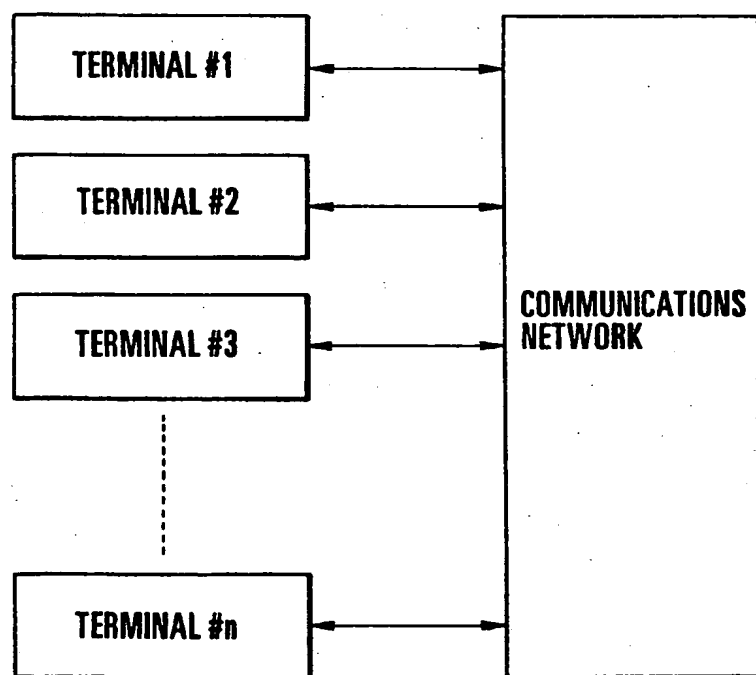 TERMINAL #1
TERMINAL #2
TERMINAL #3
COMMUNICATIONS
NETWORK
TERMINAL #n